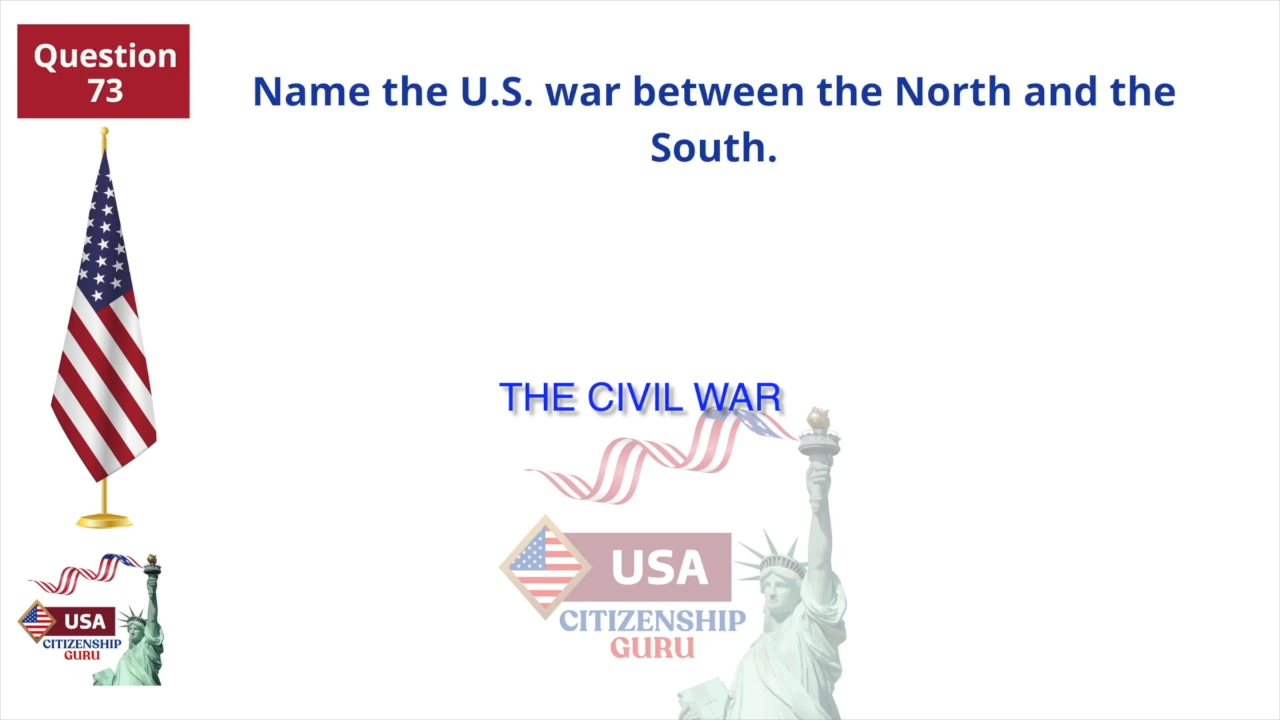 Question
73
Name the U.S. war between the North and the
South.
THE CIVIL WAR
USA
CITIZENSHIP
GURU
USA
CITIZENSHIP
GURU